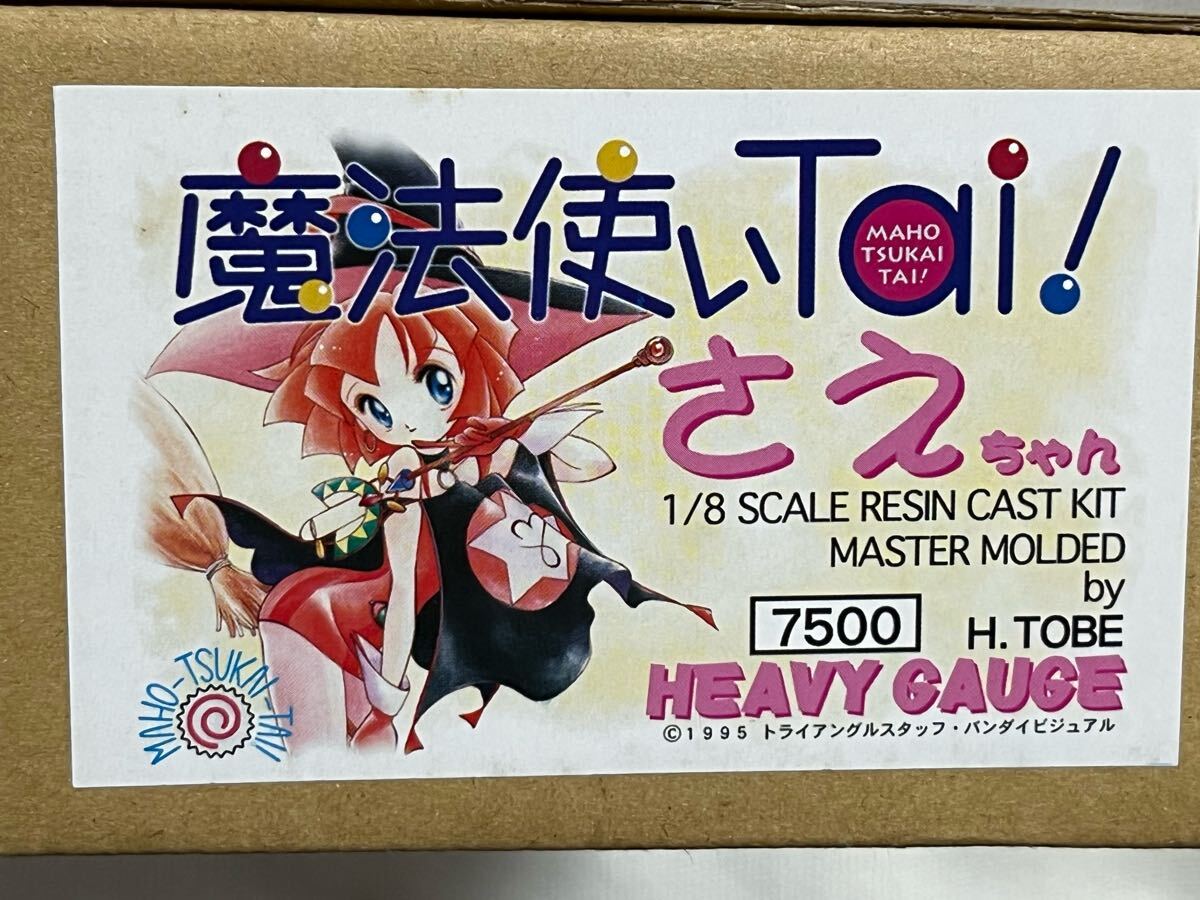 魔法使いTai!
MAHO
TSUKAI
TAI!
さえちゃん
1/8 SCALE RESIN CAST KIT
MASTER MOLDED
by
7500 H.TOBE
HEAVY GAUGE
©1995 トライアングルスタッフ・バンダイビジュアル
MAHO-TSUKAI-TAI